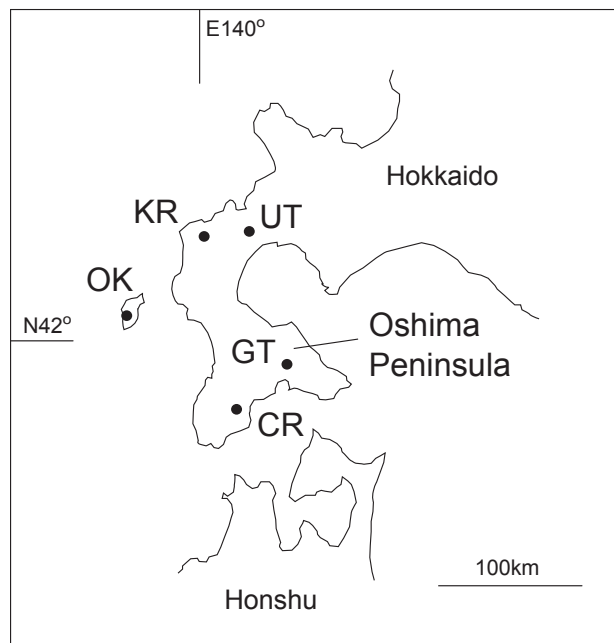 E140°
Hokkaido
KR
UT
OK
N42°
Oshima
Peninsula
GT
CR
100km
Honshu